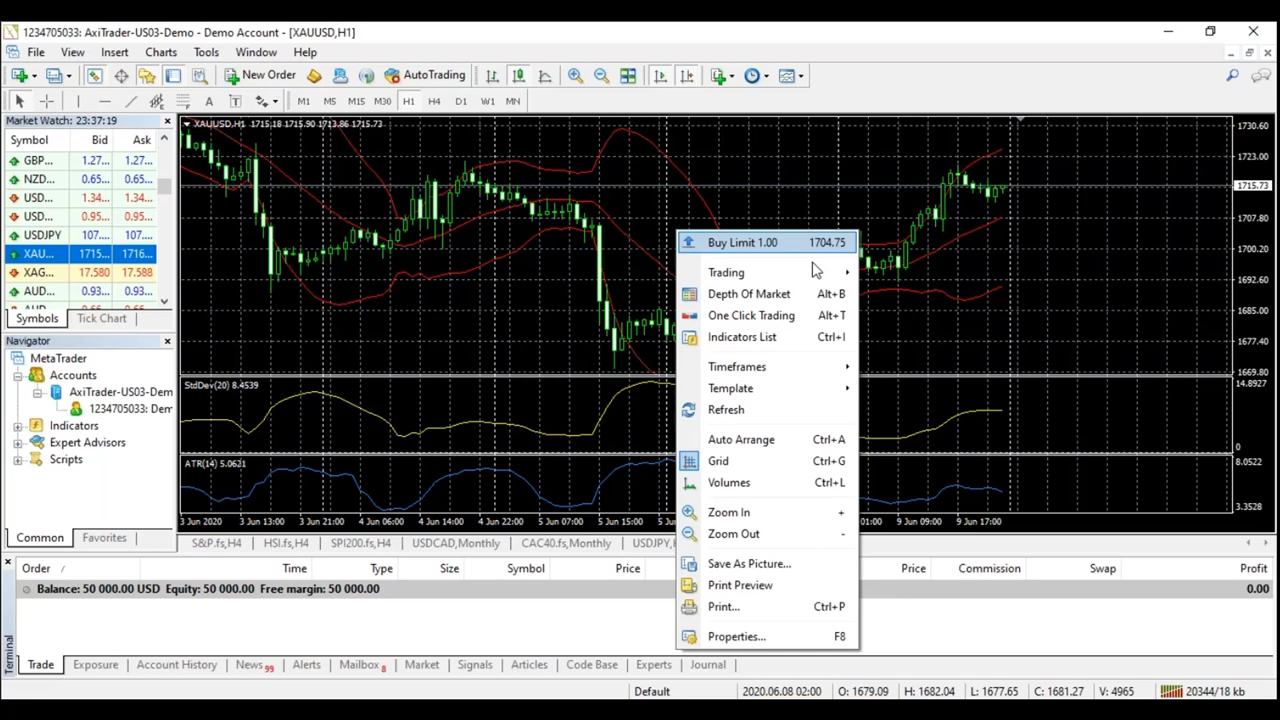 1234705033: AxiTrader-US03-Demo - Demo Account - [XAUUSD,H1]
File View Insert Charts Tools Window Help
New Order AutoTrading
M1 M5 M15 M30 H1 H4 D1 W1 MN
Market Watch: 23:37:19
Symbol Bid Ask
GBP... 1.27... 1.27...
NZD... 0.65... 0.65...
USD... 1.34... 1.34...
USD... 0.95... 0.95...
USDJPY 107.... 107....
XAU... 1715... 1716...
XAG... 17.580 17.588
AUD... 0.93... 0.93...
Symbols Tick Chart
Navigator
MetaTrader
Accounts
AxiTrader-US03-Dem
1234705033: Dem
Indicators
Expert Advisors
Scripts
Common Favorites
XAUUSD,H1 1715.18 1715.90 1713.86 1715.73
1730.60
1723.00
1715.73
1707.80
1700.20
1692.60
1685.00
1677.40
1669.80
StdDev(20) 8.4539
14.8927
0
ATR(14) 5.0621
8.0522
3.3528
3 Jun 2020 3 Jun 13:00 3 Jun 21:00 4 Jun 06:00 4 Jun 14:00 4 Jun 22:00 5 Jun 07:00 5 Jun 15:00 01:00 9 Jun 09:00 9 Jun 17:00
Buy Limit 1.00 1704.75
Trading
Depth Of Market Alt+B
One Click Trading Alt+T
Indicators List Ctrl+I
Timeframes
Template
Refresh
Auto Arrange Ctrl+A
Grid Ctrl+G
Volumes Ctrl+L
Zoom In +
Zoom Out -
Save As Picture...
Print Preview
Print... Ctrl+P
Properties... F8
S&P.fs,H4 HSI.fs,H4 SPI200.fs,H4 USDCAD,Monthly CAC40.fs,Monthly USDJPY,
Order / Time Type Size Symbol Price Price Commission Swap Profit
Balance: 50 000.00 USD Equity: 50 000.00 Free margin: 50 000.00 0.00
Terminal
Trade Exposure Account History News 99 Alerts Mailbox 8 Market Signals Articles Code Base Experts Journal
Default 2020.06.08 02:00 O: 1679.09 H: 1682.04 L: 1677.65 C: 1681.27 V: 4965 20344/18 kb